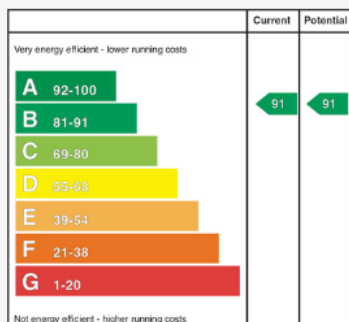 Current Potential
Very energy efficient - lower running costs
A 92-100
B 81-91
91 91
C 69-80
D 55-68
E 39-54
F 21-38
G 1-20
Not energy efficient - higher running costs